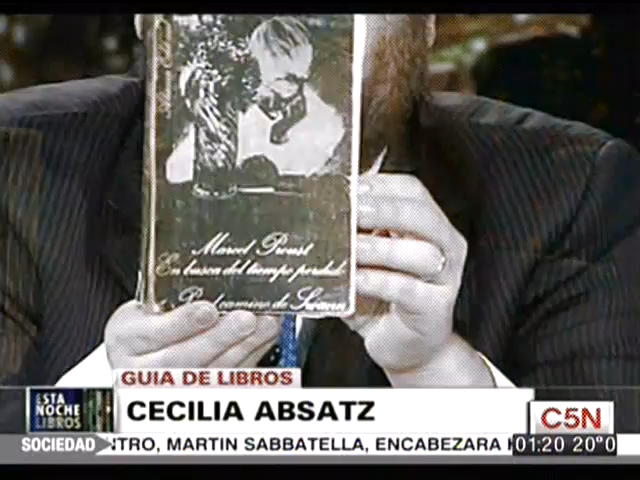 Marcel Proust
En busca del tiempo perdido
1. Por el camino de Swann
GUIA DE LIBROS
ESTA
NOCHE
LIBROS
CECILIA ABSATZ
C5N
SOCIEDAD
NTRO, MARTIN SABBATELLA, ENCABEZARA
01:20 20°0